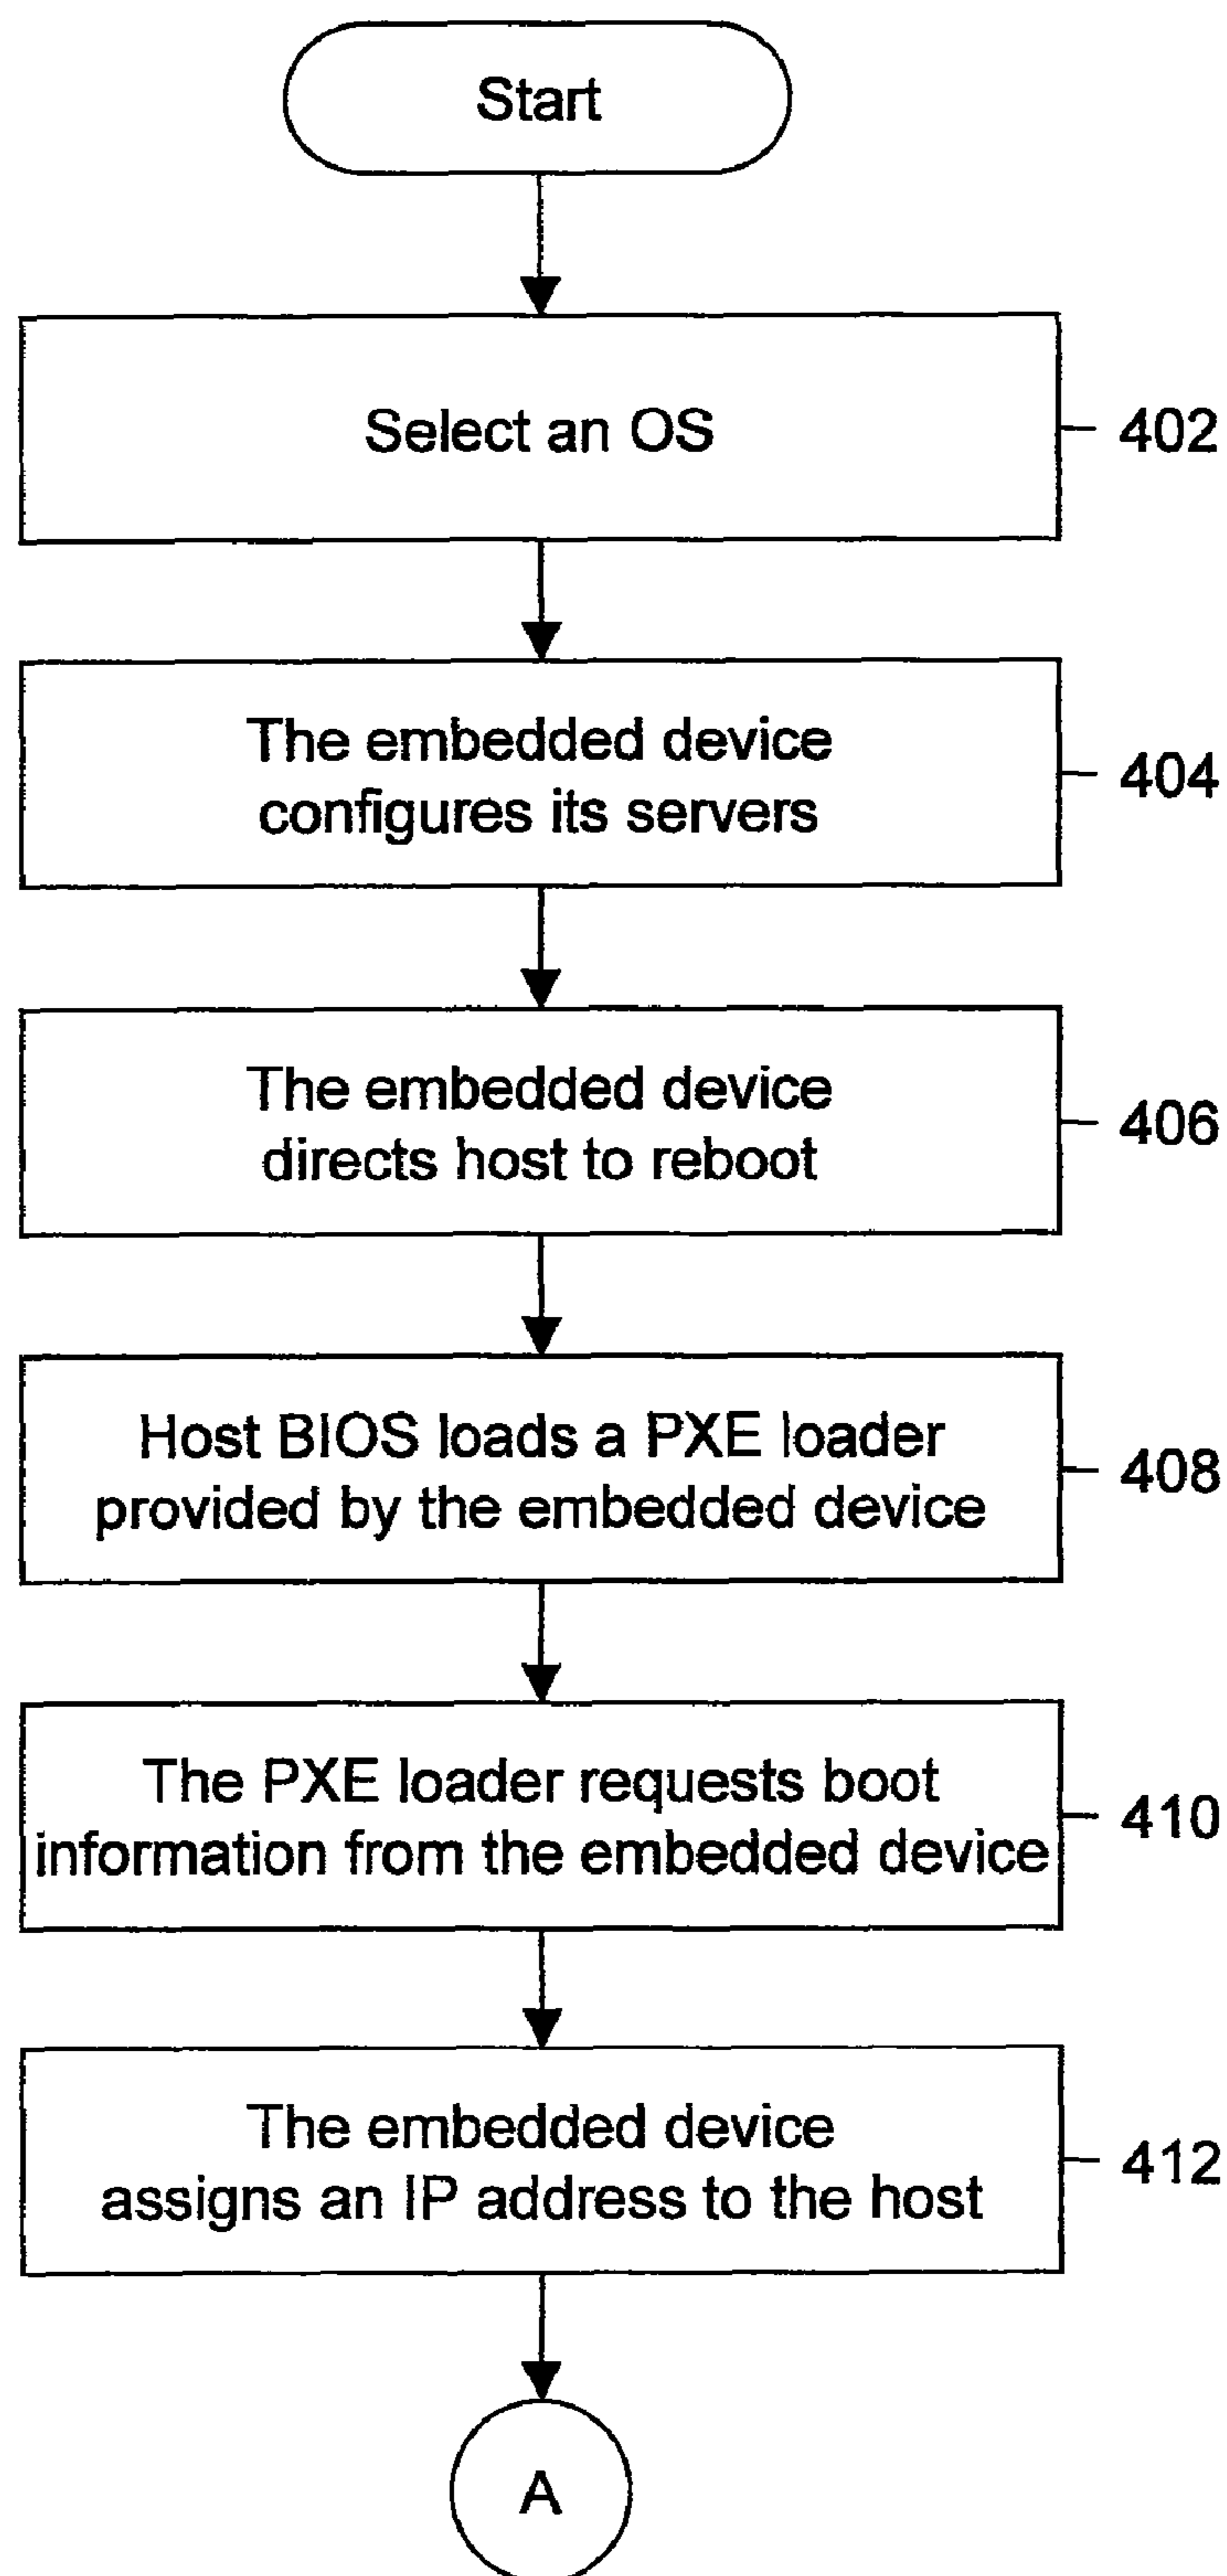 Start
Select an OS
402
The embedded device
configures its servers
404
The embedded device
directs host to reboot
406
Host BIOS loads a PXE loader
provided by the embedded device
408
The PXE loader requests boot
information from the embedded device
410
The embedded device
assigns an IP address to the host
412
A